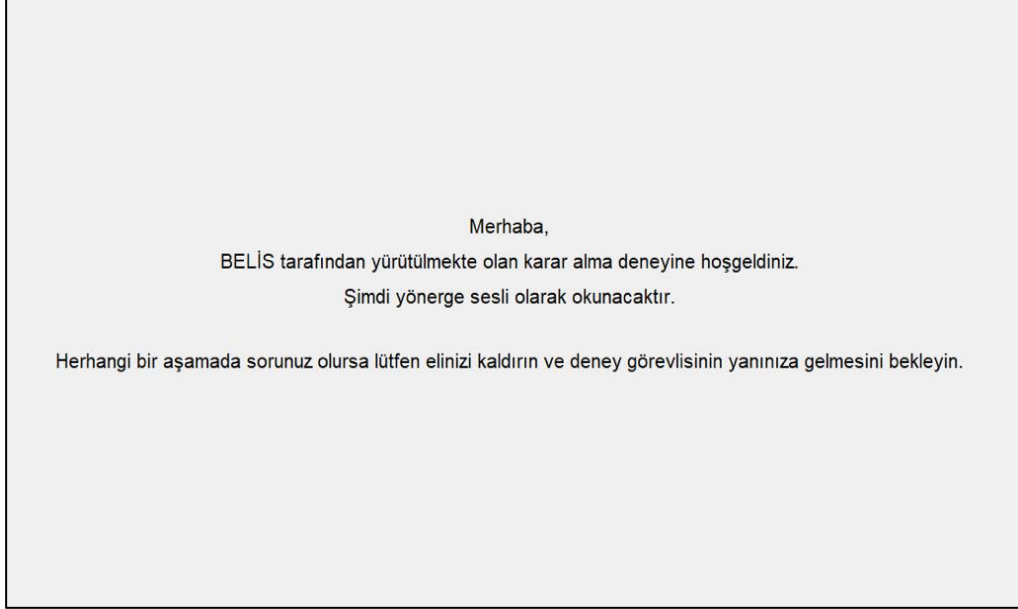 Merhaba,
BELİS tarafından yürütülmekte olan karar alma deneyine hoşgeldiniz.
Şimdi yönerge sesli olarak okunacaktır.
Herhangi bir aşamada sorunuz olursa lütfen elinizi kaldırın ve deney görevlisinin yanınıza gelmesini bekleyin.